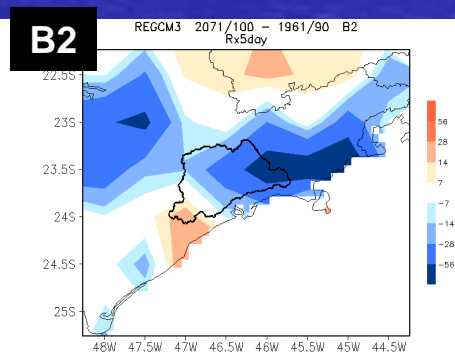 B2
REGCM3 2071/100 - 1961/90 B2
Rx5day
22.5S
23S
23.5S
24S
24.5S
25S
48W 47.5W 47W 46.5W 46W 45.5W 45W 44.5W
56
28
14
7
-7
-14
-28
-56